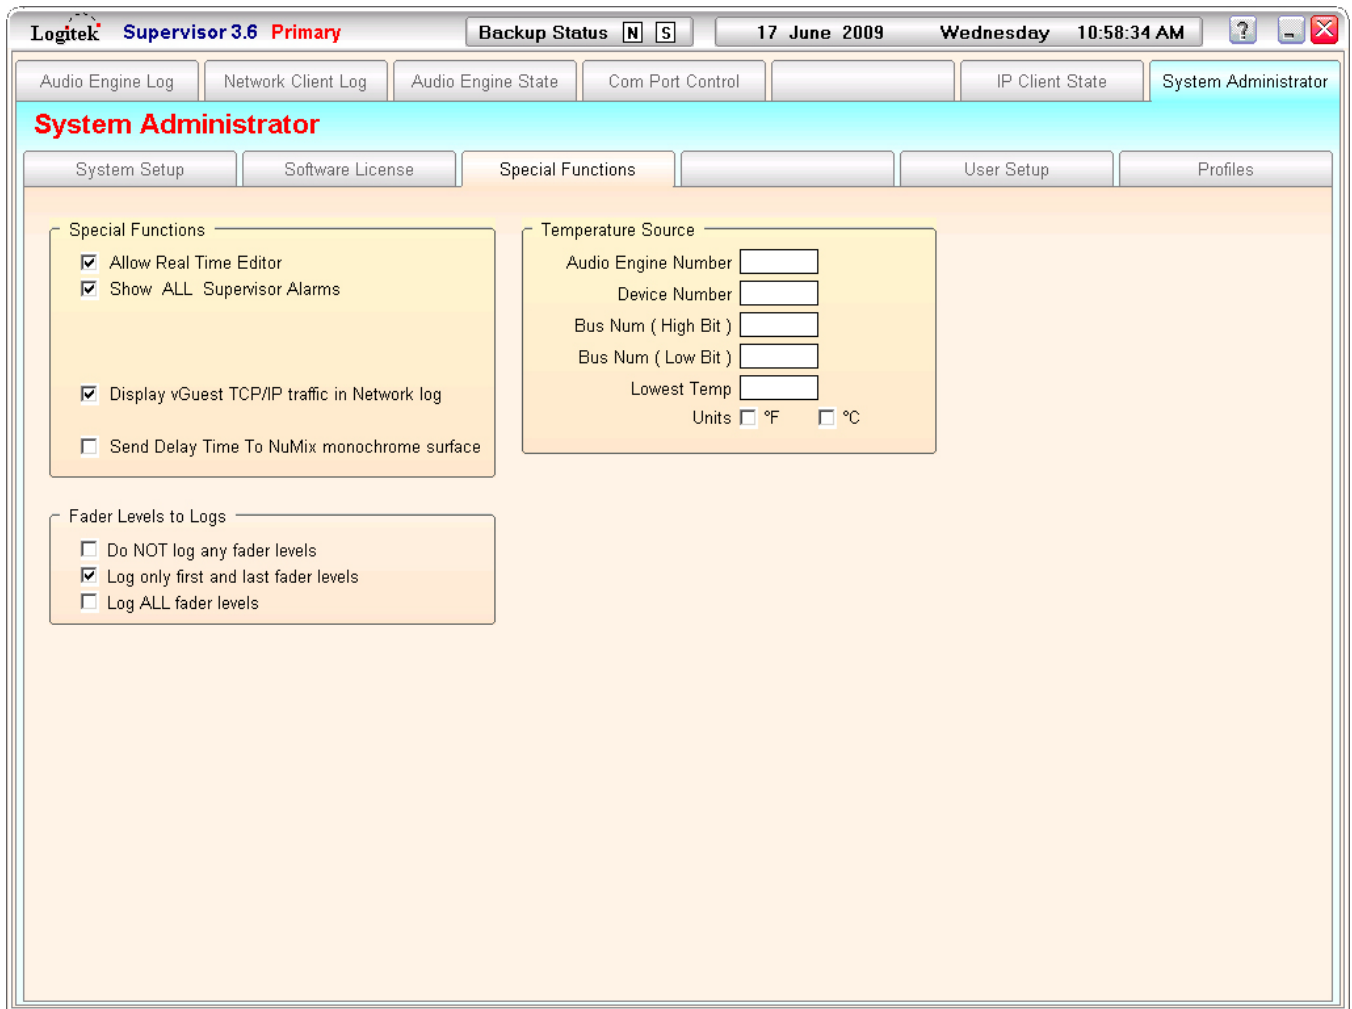 Logitek Supervisor 3.6 Primary Backup Status N S 17 June 2009 Wednesday 10:58:34 AM ?
Audio Engine Log Network Client Log Audio Engine State Com Port Control IP Client State System Administrator
System Administrator
System Setup Software License Special Functions User Setup Profiles
Special Functions
Allow Real Time Editor
Show ALL Supervisor Alarms
Display vGuest TCP/IP traffic in Network log
Send Delay Time To NuMix monochrome surface
Temperature Source
Audio Engine Number
Device Number
Bus Num ( High Bit )
Bus Num ( Low Bit )
Lowest Temp
Units °F °C
Fader Levels to Logs
Do NOT log any fader levels
Log only first and last fader levels
Log ALL fader levels